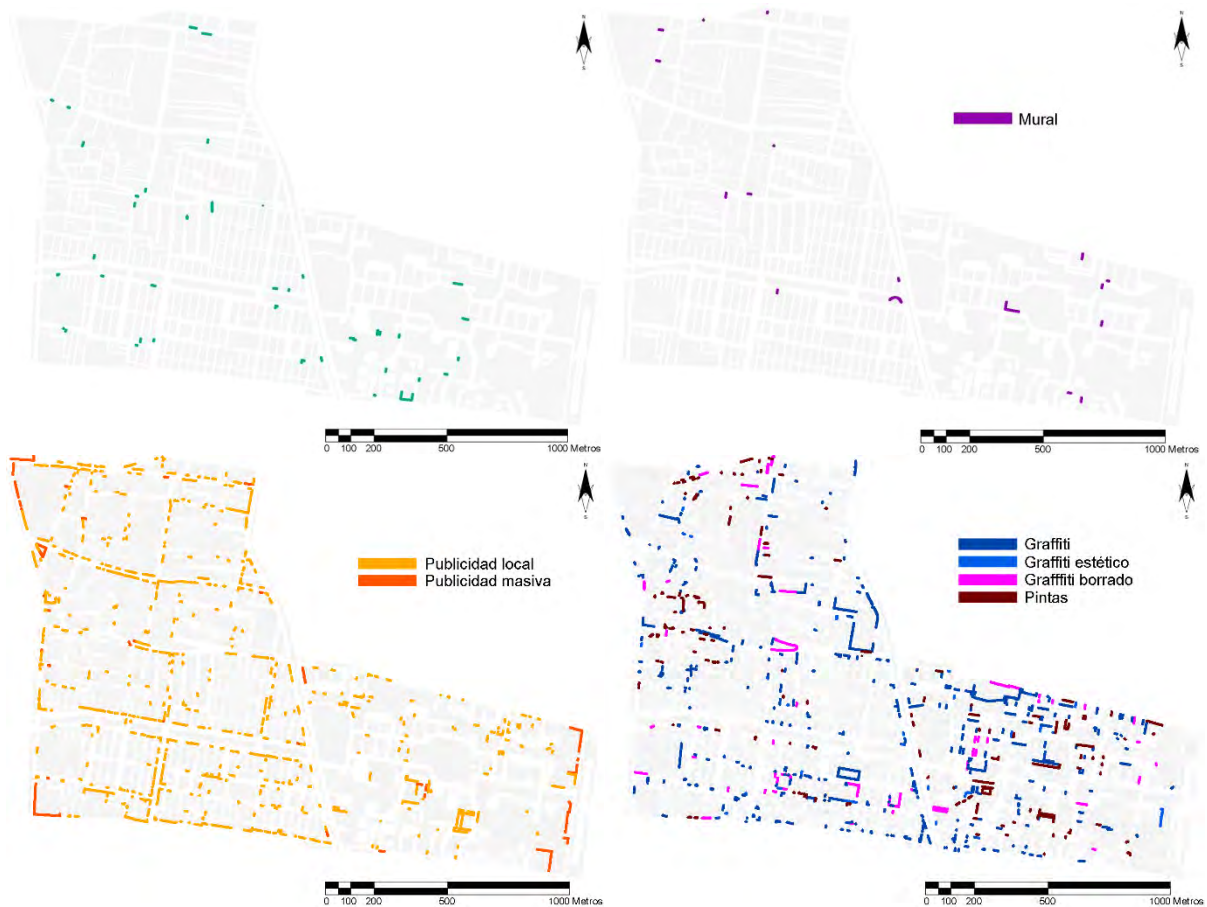 N
S
0 100 200 500 1000 Metros
N
S
Mural
0 100 200 500 1000 Metros
N
S
Publicidad local
Publicidad masiva
0 100 200 500 1000 Metros
N
S
Graffiti
Graffiti estético
Grafffiti borrado
Pintas
0 100 200 500 1000 Metros